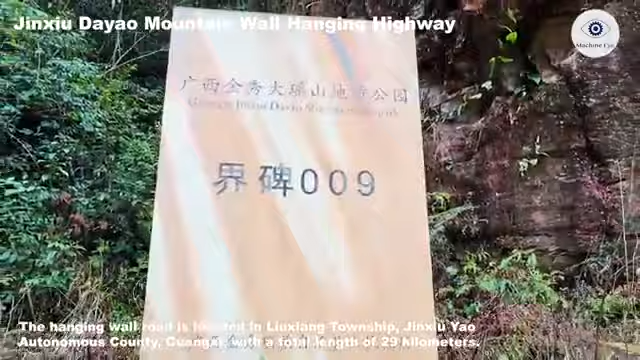 Jinxiu Dayao Mountain Wall Hanging Highway
Machine Eye
广西金秀大瑶山地质公园
界碑009
The hanging wall road is located in Liuxiang Township, Jinxiu Yao
Autonomous County, Guangxi, with a total length of 29 kilometers.